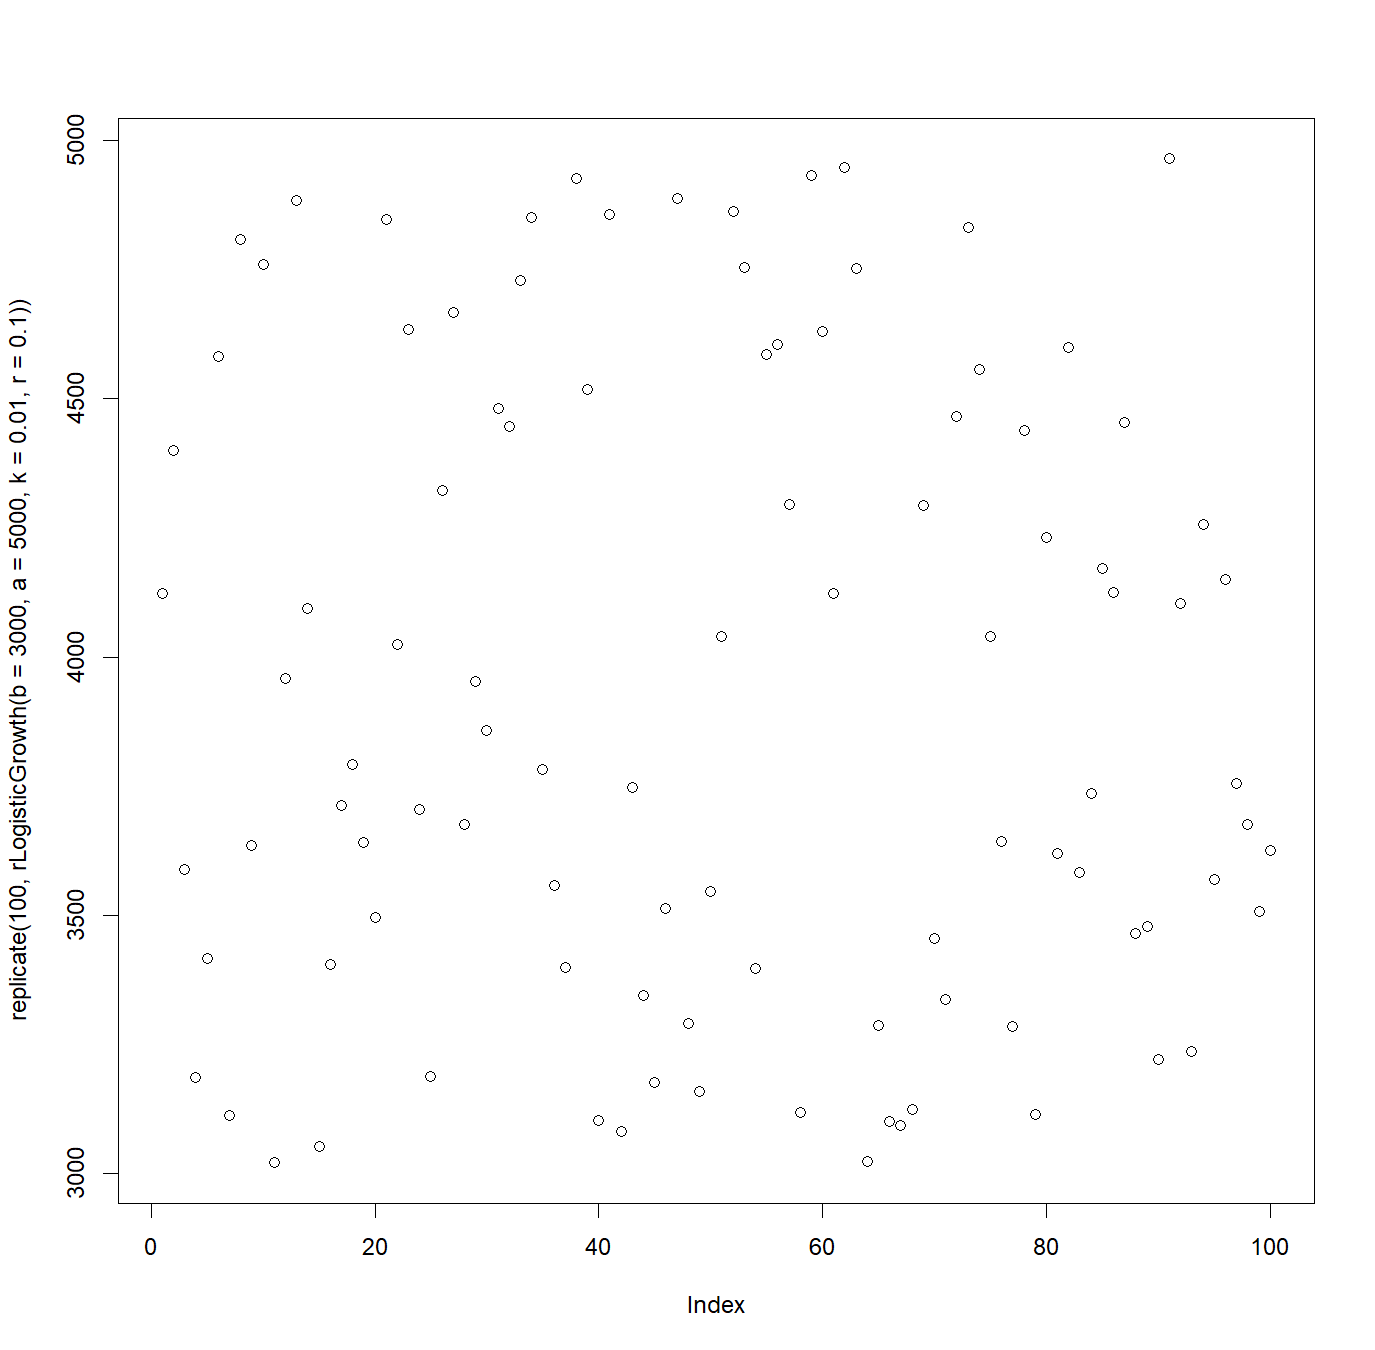 replicate(100, rLogisticGrowth(b = 3000, a = 5000, k = 0.01, r = 0.1))
5000
4500
4000
3500
3000
0 20 40 60 80 100
Index